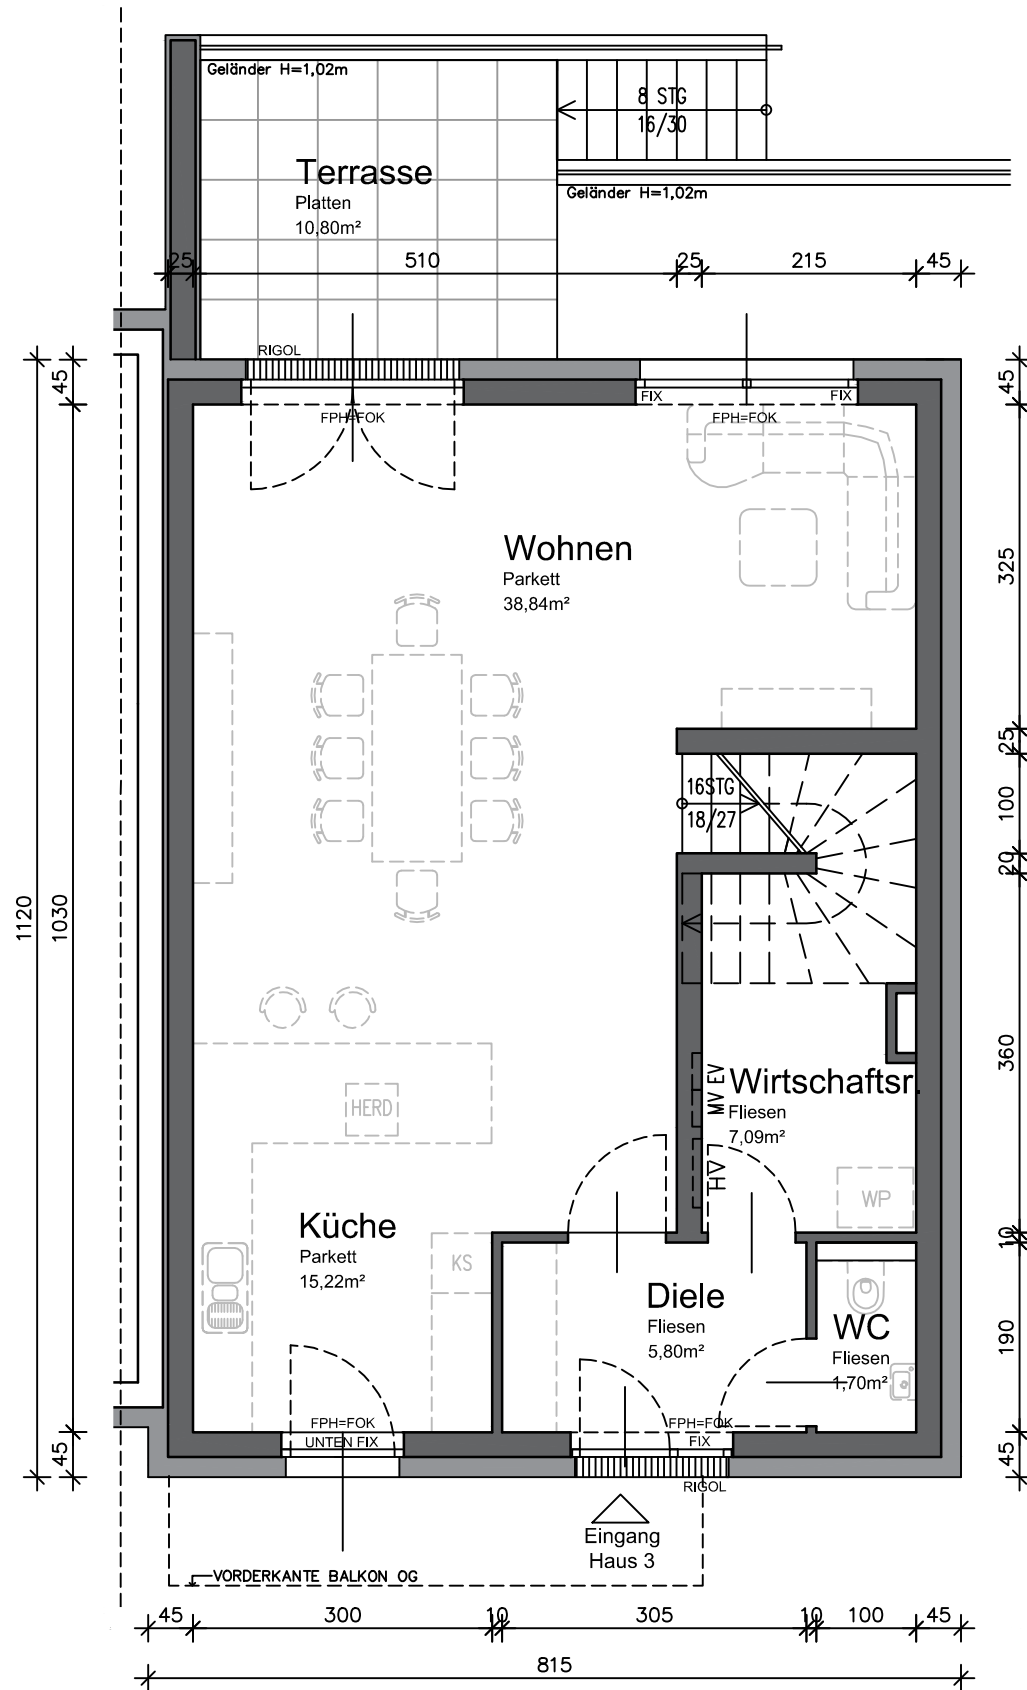 Geländer H=1,02m
8 STG
16/30
Terrasse
Platten
10,80m²
Geländer H=1,02m
25
510
25
215
45
RIGOL
FPH=FOK
FIX
FPH=FOK
FIX
45
45
Wohnen
Parkett
38,84m²
325
25
16STG
18/27
100
20
1120
1030
360
HERD
MV EV
HV
Wirtschaftsr.
Fliesen
7,09m²
WP
Küche
Parkett
15,22m²
KS
10
Diele
Fliesen
5,80m²
WC
Fliesen
1,70m²
190
FPH=FOK
UNTEN FIX
FPH=FOK
FIX
45
45
RIGOL
Eingang
Haus 3
VORDERKANTE BALKON OG
45
300
10
305
10
100
45
815